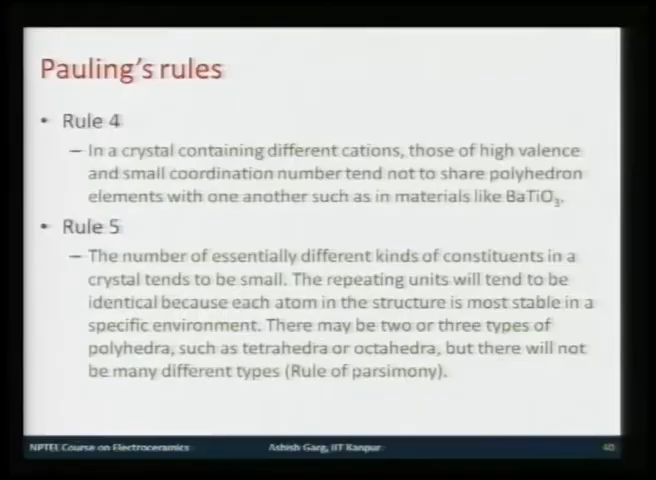 Pauling's rules
• Rule 4
– In a crystal containing different cations, those of high valence
and small coordination number tend not to share polyhedron
elements with one another such as in materials like BaTiO₃.
• Rule 5
– The number of essentially different kinds of constituents in a
crystal tends to be small. The repeating units will tend to be
identical because each atom in the structure is most stable in a
specific environment. There may be two or three types of
polyhedra, such as tetrahedra or octahedra, but there will not
be many different types (Rule of parsimony).
NPTEL Course on Electroceramics Ashish Garg, IIT Kanpur 40